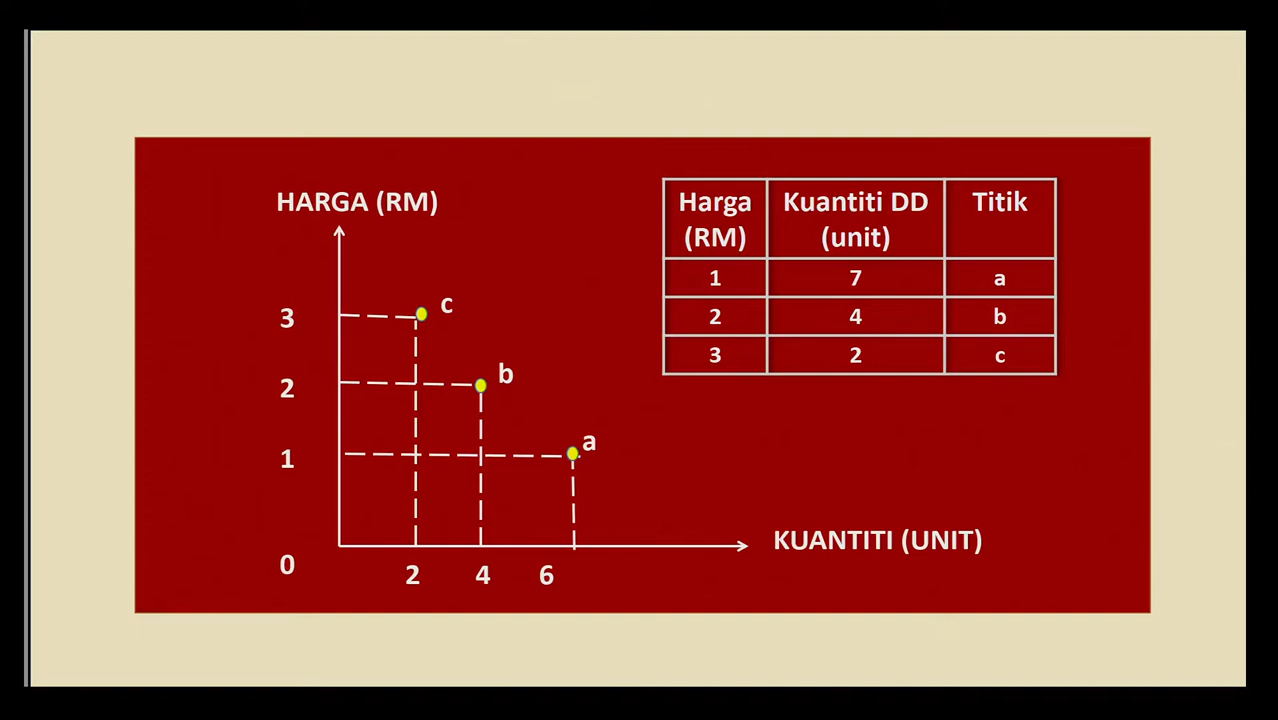 HARGA (RM)
3
2
1
0
c
b
a
2 4 6
KUANTITI (UNIT)
Harga (RM) Kuantiti DD (unit) Titik
1 7 a
2 4 b
3 2 c